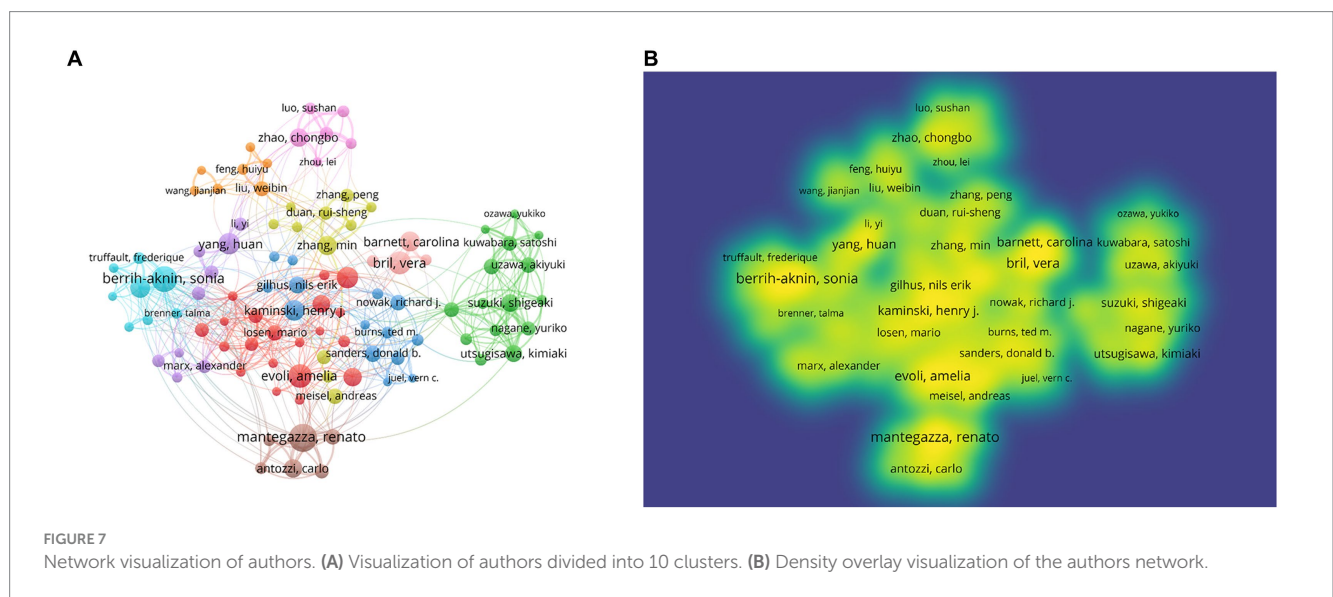 A
luo, sushan
zhao, chongbo
zhou, lei
feng, huiyu
wang, jianjian
liu, weibin
zhang, peng
duan, rui-sheng
li, yi
yang, huan
zhang, min
barnett, carolina
bril, vera
ozawa, yukiko
kuwabara, satoshi
uzawa, akiyuki
truffault, frederique
berrih-aknin, sonia
gilhus, nils erik
brenner, talma
kaminski, henry j.
nowak, richard j.
suzuki, shigeaki
losen, mario
burns, ted m.
nagane, yuriko
sanders, donald b.
utsugisawa, kimiaki
marx, alexander
evoli, amelia
juel, vern c.
meisel, andreas
mantegazza, renato
antozzi, carlo
B
luo, sushan
zhao, chongbo
zhou, lei
feng, huiyu
wang, jianjian
liu, weibin
zhang, peng
duan, rui-sheng
li, yi
yang, huan
zhang, min
barnett, carolina
bril, vera
ozawa, yukiko
kuwabara, satoshi
uzawa, akiyuki
truffault, frederique
berrih-aknin, sonia
gilhus, nils erik
brenner, talma
kaminski, henry j.
nowak, richard j.
suzuki, shigeaki
losen, mario
burns, ted m.
nagane, yuriko
sanders, donald b.
utsugisawa, kimiaki
marx, alexander
evoli, amelia
juel, vern c.
meisel, andreas
mantegazza, renato
antozzi, carlo
FIGURE 7
Network visualization of authors. (A) Visualization of authors divided into 10 clusters. (B) Density overlay visualization of the authors network.